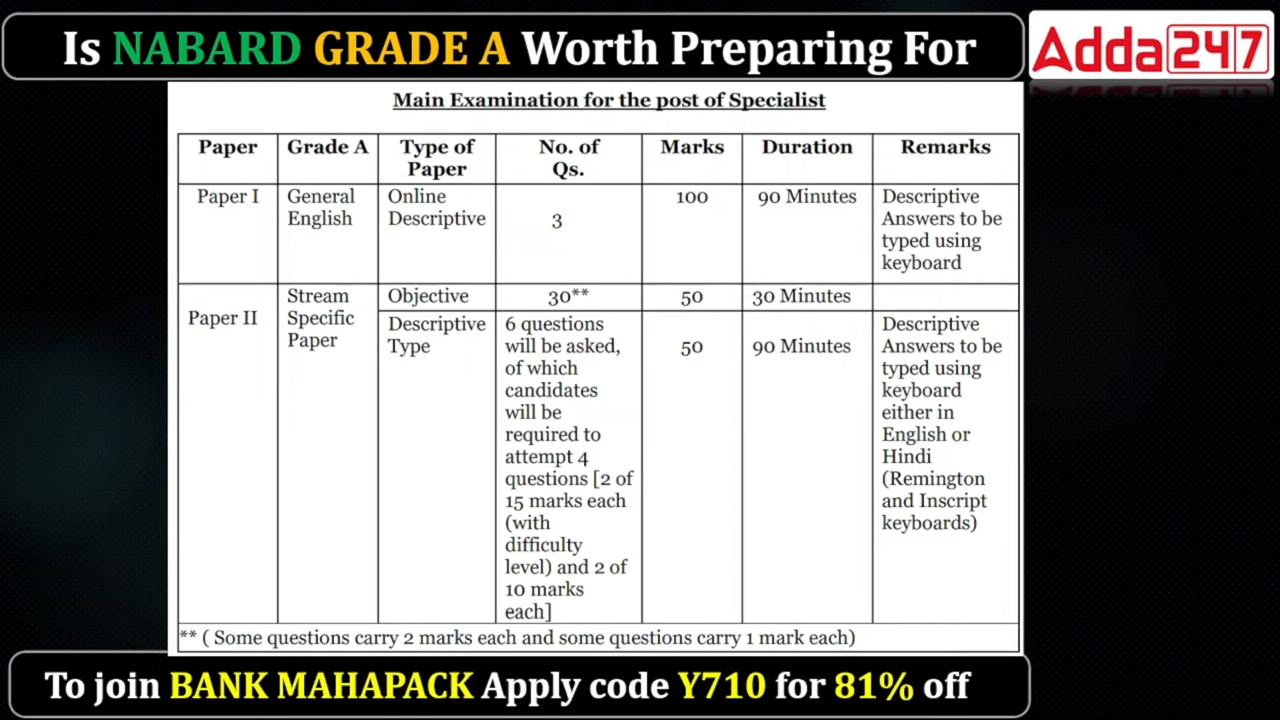 Is NABARD GRADE A Worth Preparing For
Adda247
Main Examination for the post of Specialist
Paper Grade A Type of Paper No. of Qs. Marks Duration Remarks
Paper I
General
English
Online
Descriptive
3
100
90 Minutes
Descriptive
Answers to be
typed using
keyboard
Paper II
Stream
Specific
Paper
Objective
30**
50
30 Minutes
Descriptive
Type
6 questions
will be asked,
of which
candidates
will be
required to
attempt 4
questions [2 of
15 marks each
(with
difficulty
level) and 2 of
10 marks
each]
50
90 Minutes
Descriptive
Answers to be
typed using
keyboard
either in
English or
Hindi
(Remington
and Inscript
keyboards)
** ( Some questions carry 2 marks each and some questions carry 1 mark each)
To join BANK MAHAPACK Apply code Y710 for 81% off